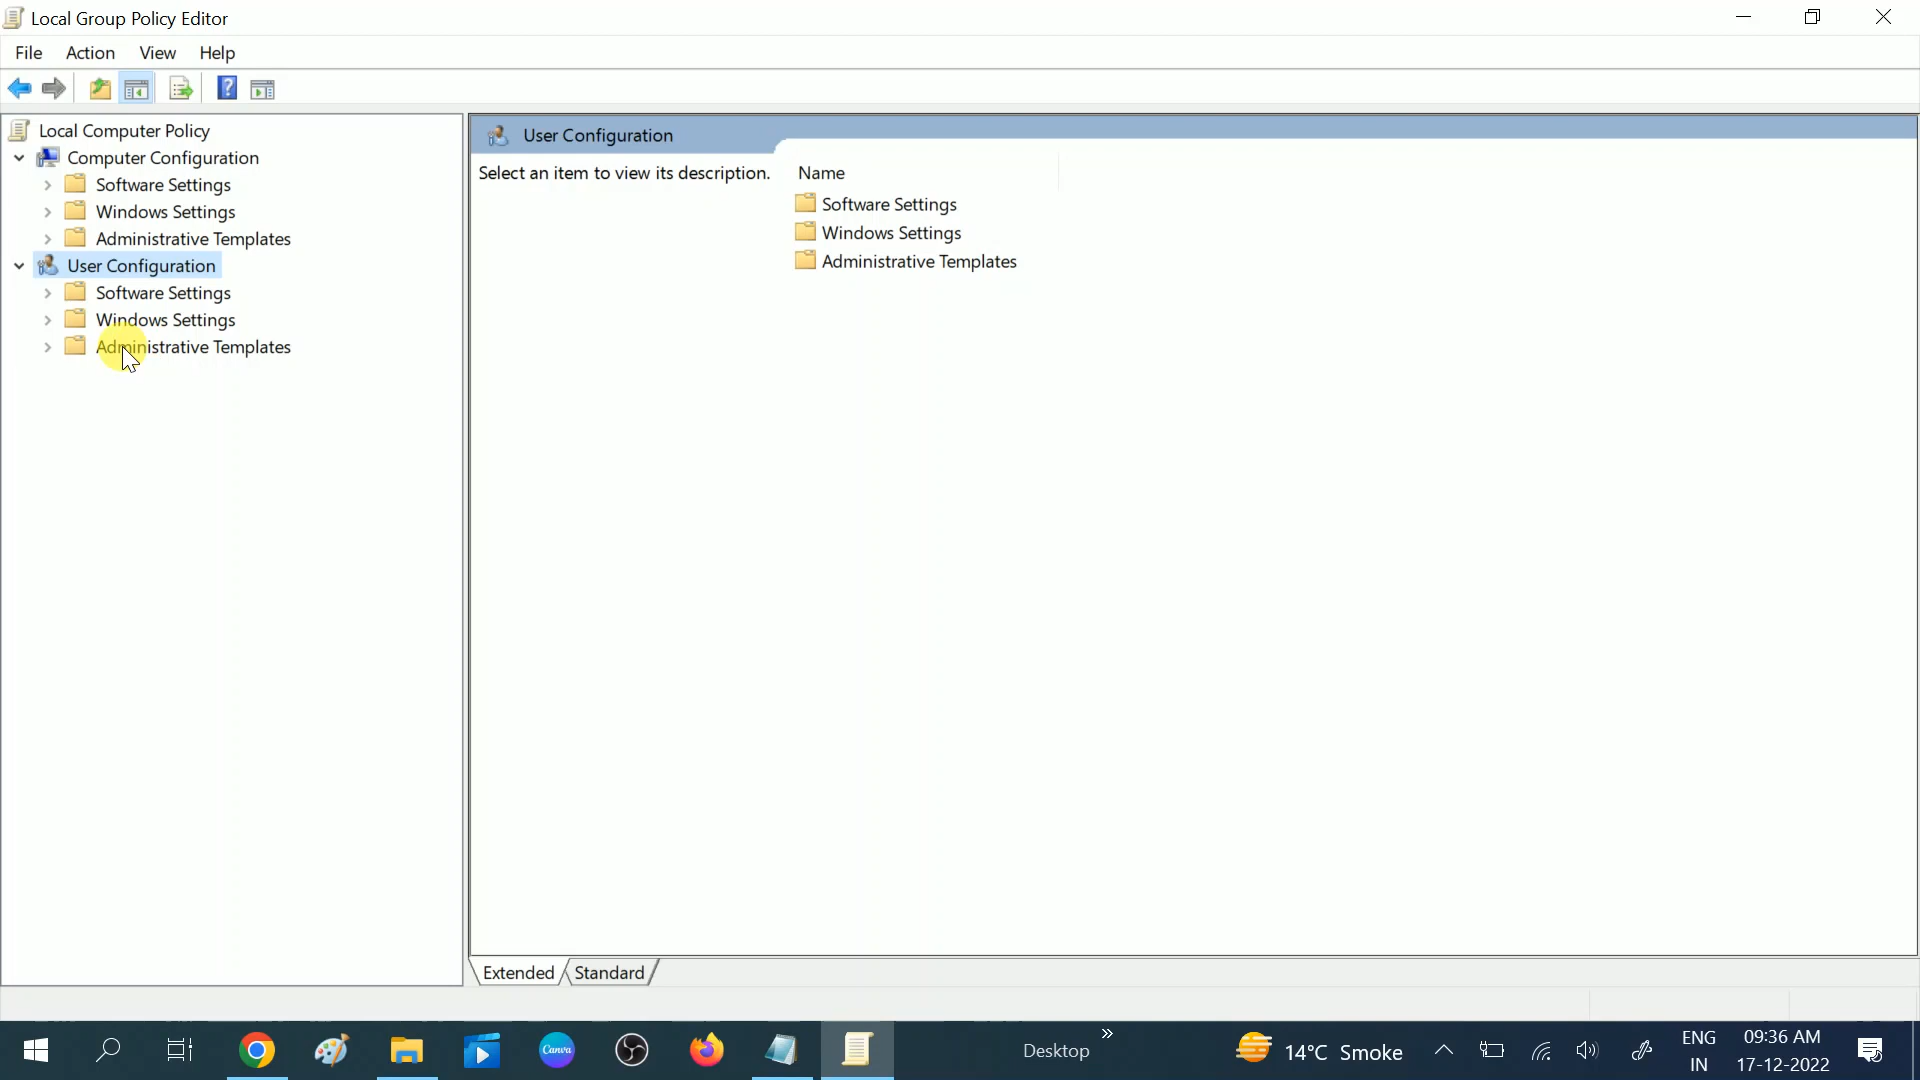 Local Group Policy Editor
File Action View Help
Local Computer Policy
Computer Configuration
Software Settings
Windows Settings
Administrative Templates
User Configuration
Software Settings
Windows Settings
Administrative Templates
User Configuration
Select an item to view its description.
Name
Software Settings
Windows Settings
Administrative Templates
Extended Standard
Canva
Desktop
»
14°C Smoke
ENG
IN
09:36 AM
17-12-2022